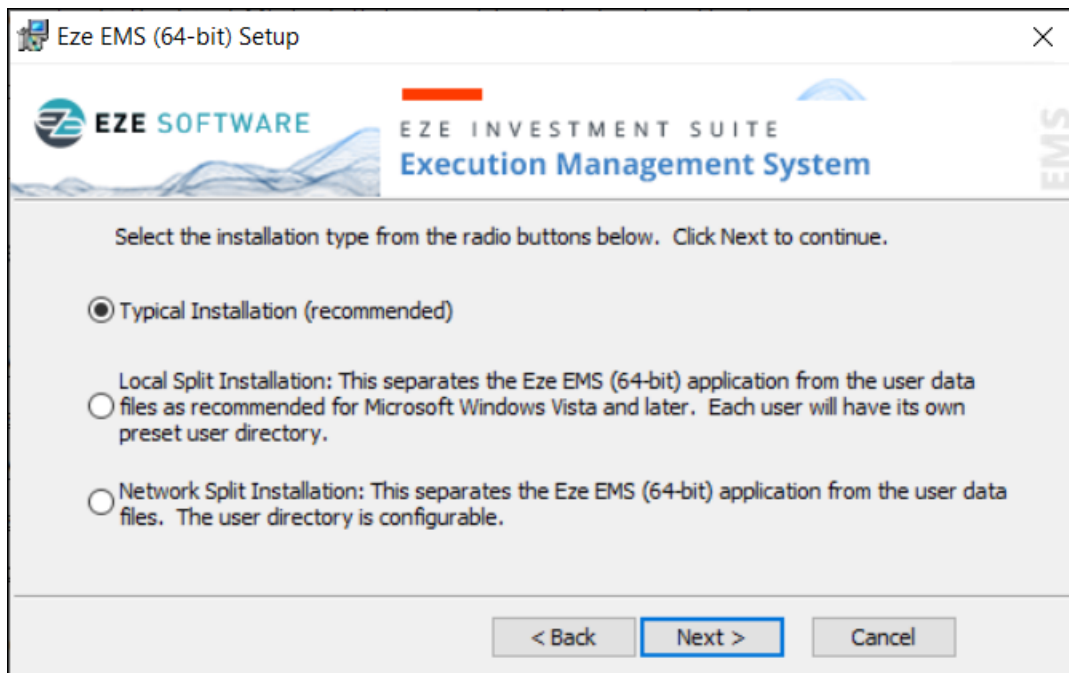 Eze EMS (64-bit) Setup
EZE SOFTWARE
EZE INVESTMENT SUITE
Execution Management System
EMS
Select the installation type from the radio buttons below.  Click Next to continue.
Typical Installation (recommended)
Local Split Installation: This separates the Eze EMS (64-bit) application from the user data
files as recommended for Microsoft Windows Vista and later.  Each user will have its own
preset user directory.
Network Split Installation: This separates the Eze EMS (64-bit) application from the user data
files.  The user directory is configurable.
< Back
Next >
Cancel